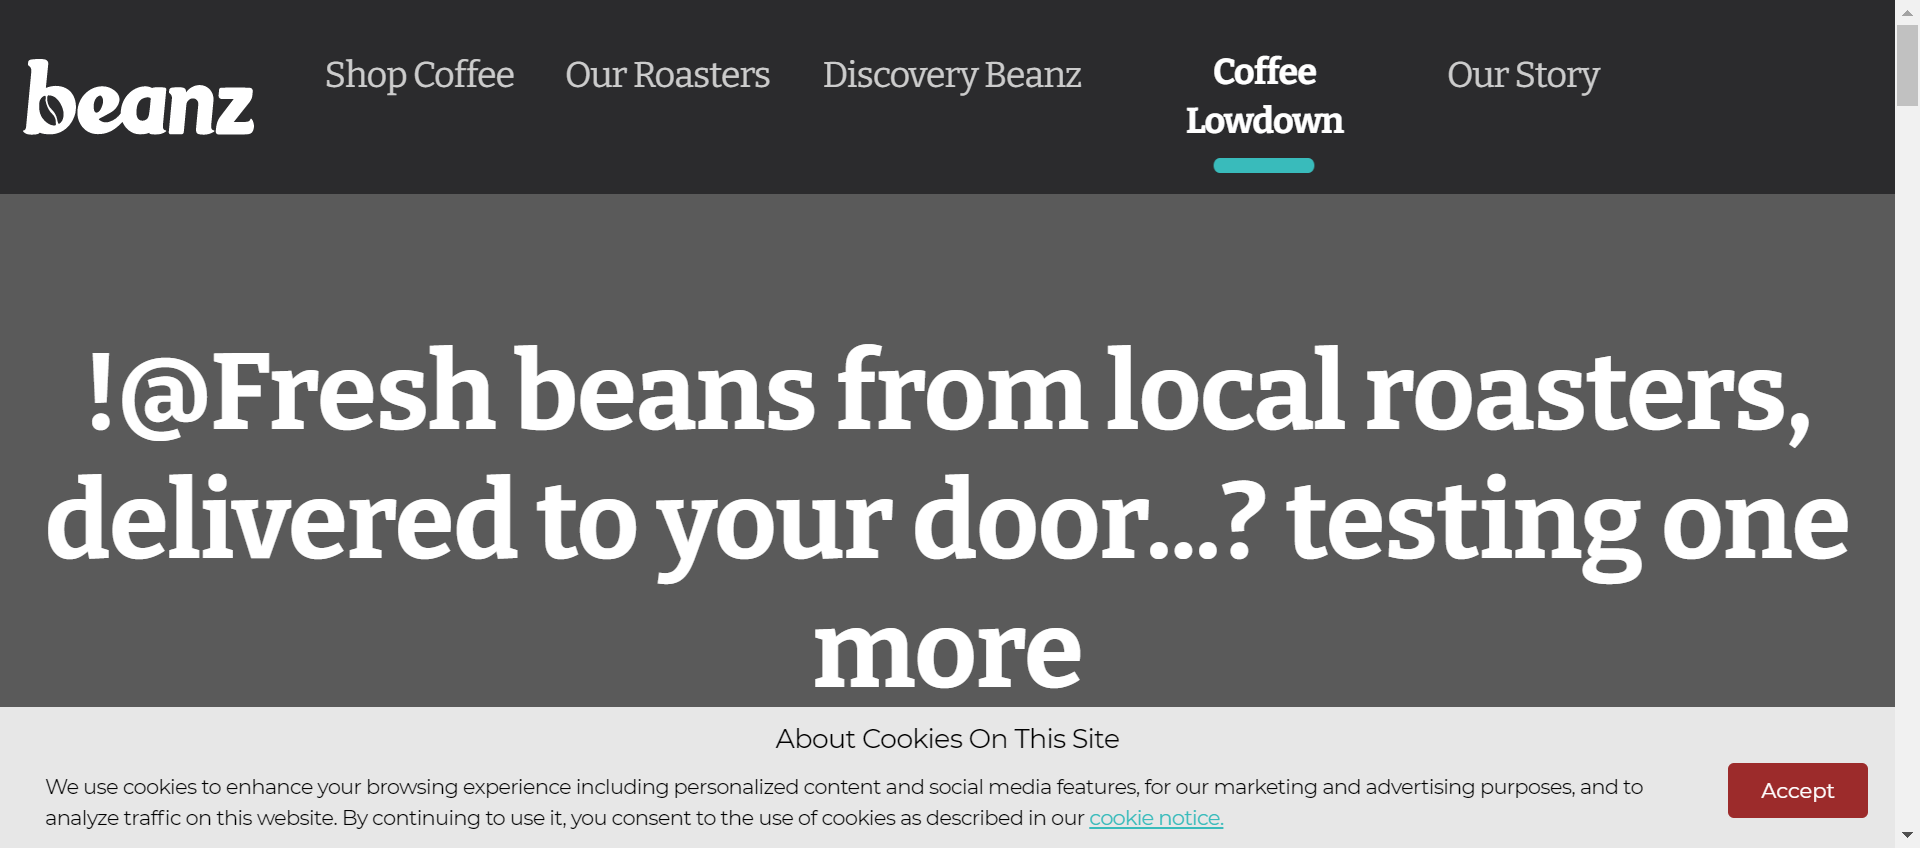 beanz
Shop Coffee
Our Roasters
Discovery Beanz
Coffee
Lowdown
Our Story
!@Fresh beans from local roasters,
delivered to your door...? testing one
more
About Cookies On This Site
We use cookies to enhance your browsing experience including personalized content and social media features, for our marketing and advertising purposes, and to
analyze traffic on this website. By continuing to use it, you consent to the use of cookies as described in our cookie notice.
Accept